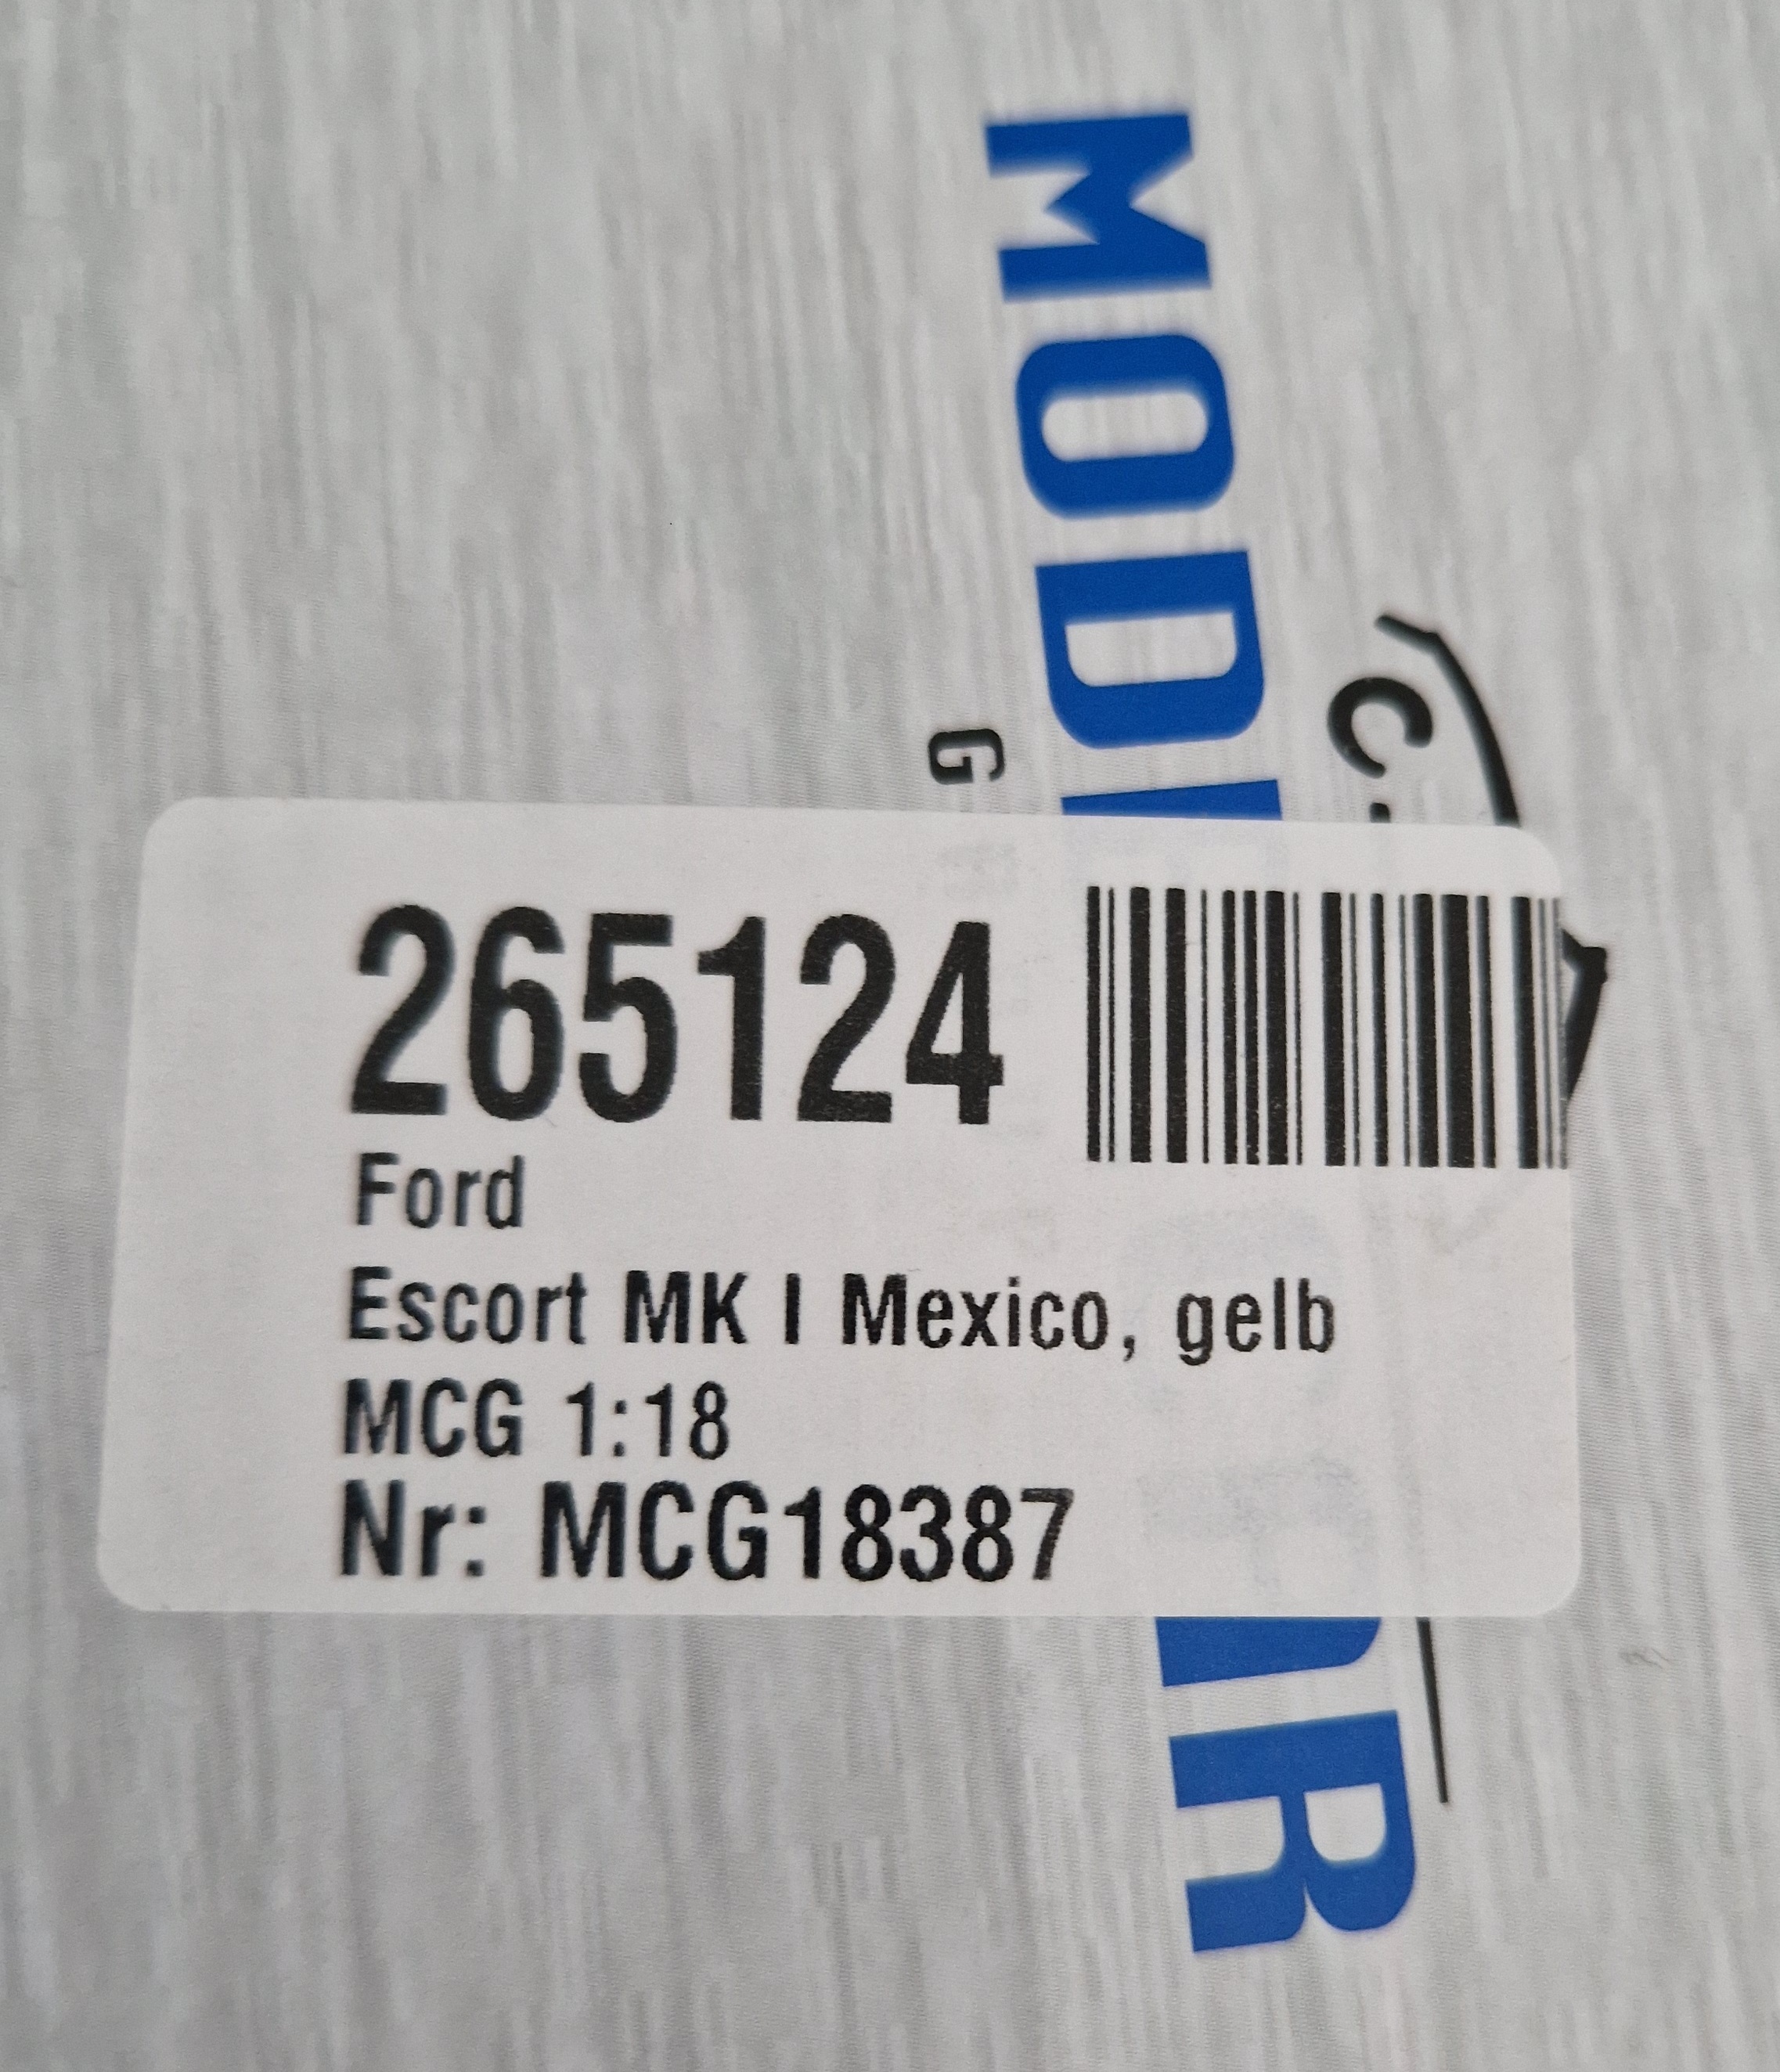 265124
Ford
Escort MK I Mexico, gelb
MCG 1:18
Nr: MCG18387